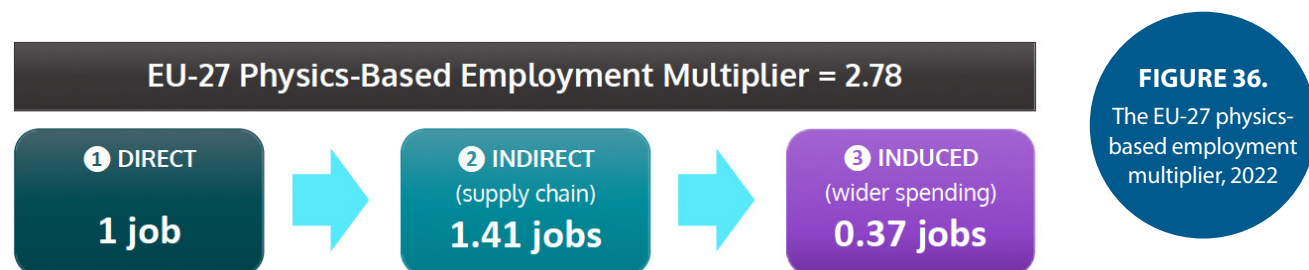 EU-27 Physics-Based Employment Multiplier = 2.78
1 DIRECT
1 job
2 INDIRECT
(supply chain)
1.41 jobs
3 INDUCED
(wider spending)
0.37 jobs
FIGURE 36.
The EU-27 physics-
based employment
multiplier, 2022